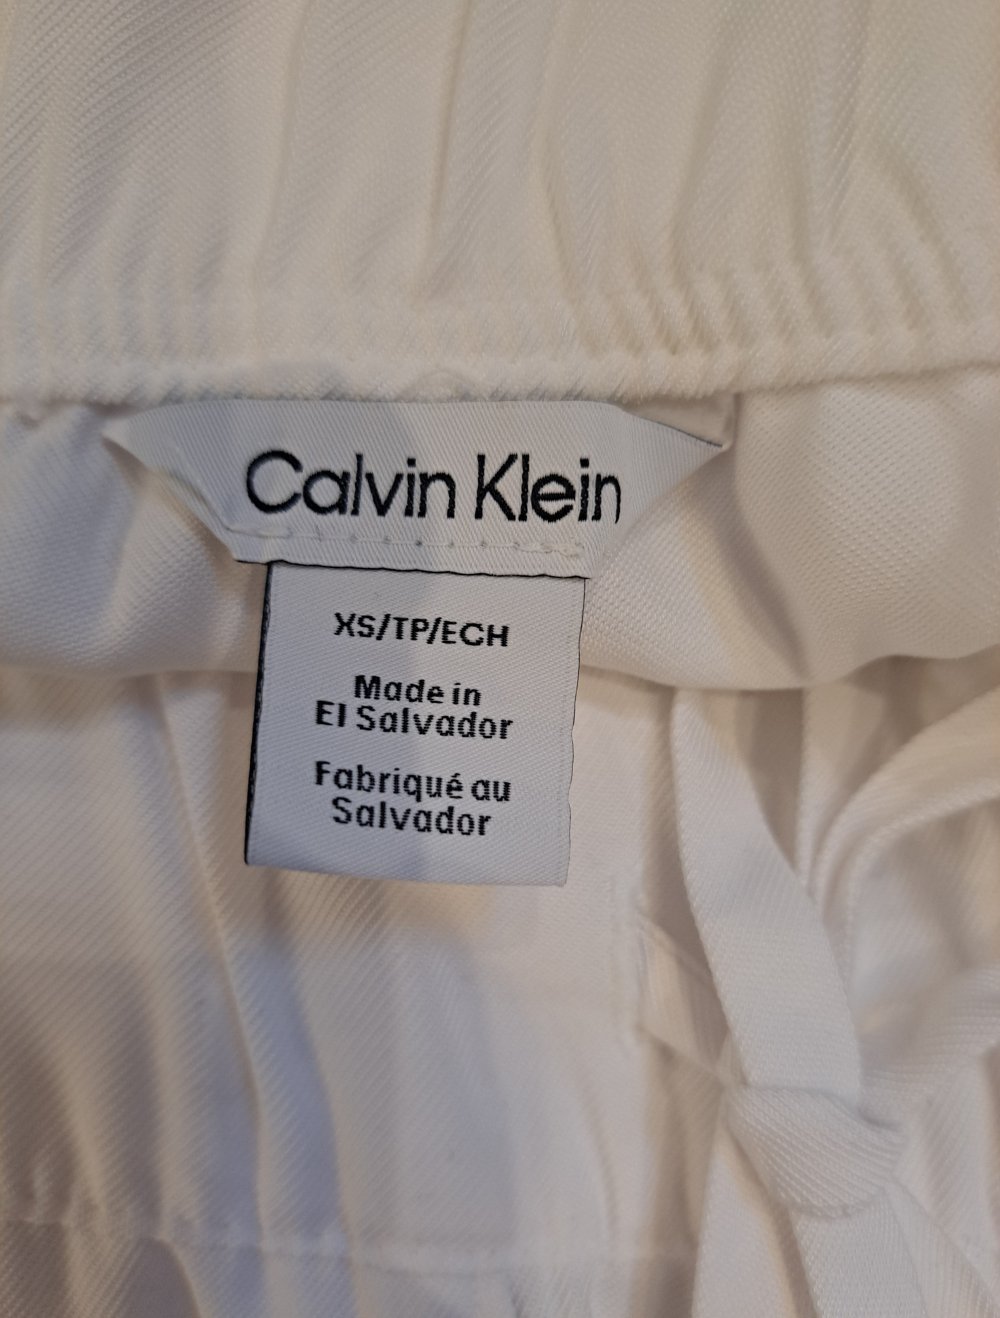 Calvin Klein
XS/TP/ECH
Made in
El Salvador
Fabriqué au
Salvador